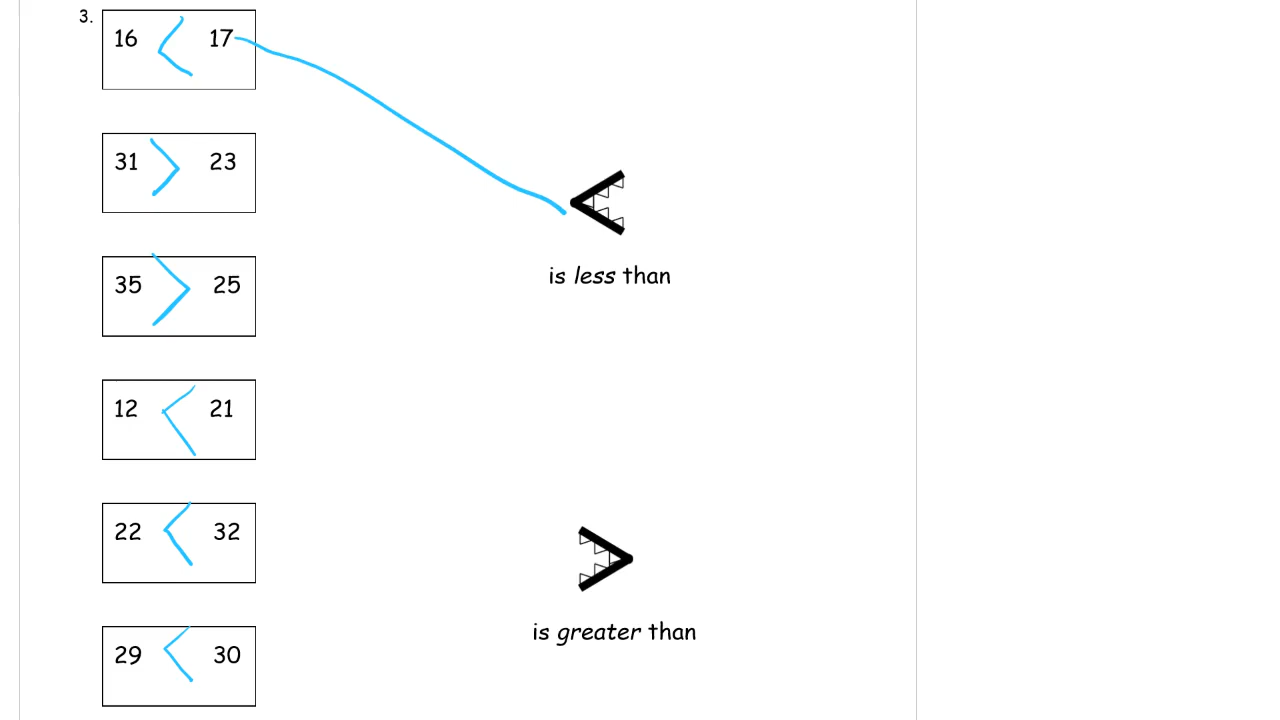 3.
16 < 17
31 > 23
is less than
35 > 25
12 < 21
22 < 32
is greater than
29 < 30